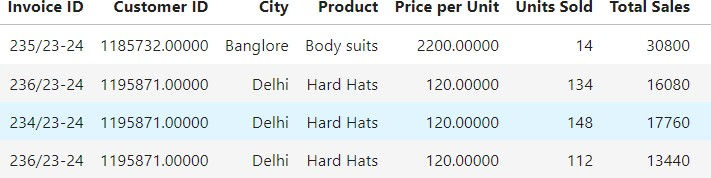 Invoice ID Customer ID City Product Price per Unit Units Sold Total Sales
235/23-24 1185732.00000 Banglore Body suits 2200.00000 14 30800
236/23-24 1195871.00000 Delhi Hard Hats 120.00000 134 16080
234/23-24 1195871.00000 Delhi Hard Hats 120.00000 148 17760
236/23-24 1195871.00000 Delhi Hard Hats 120.00000 112 13440